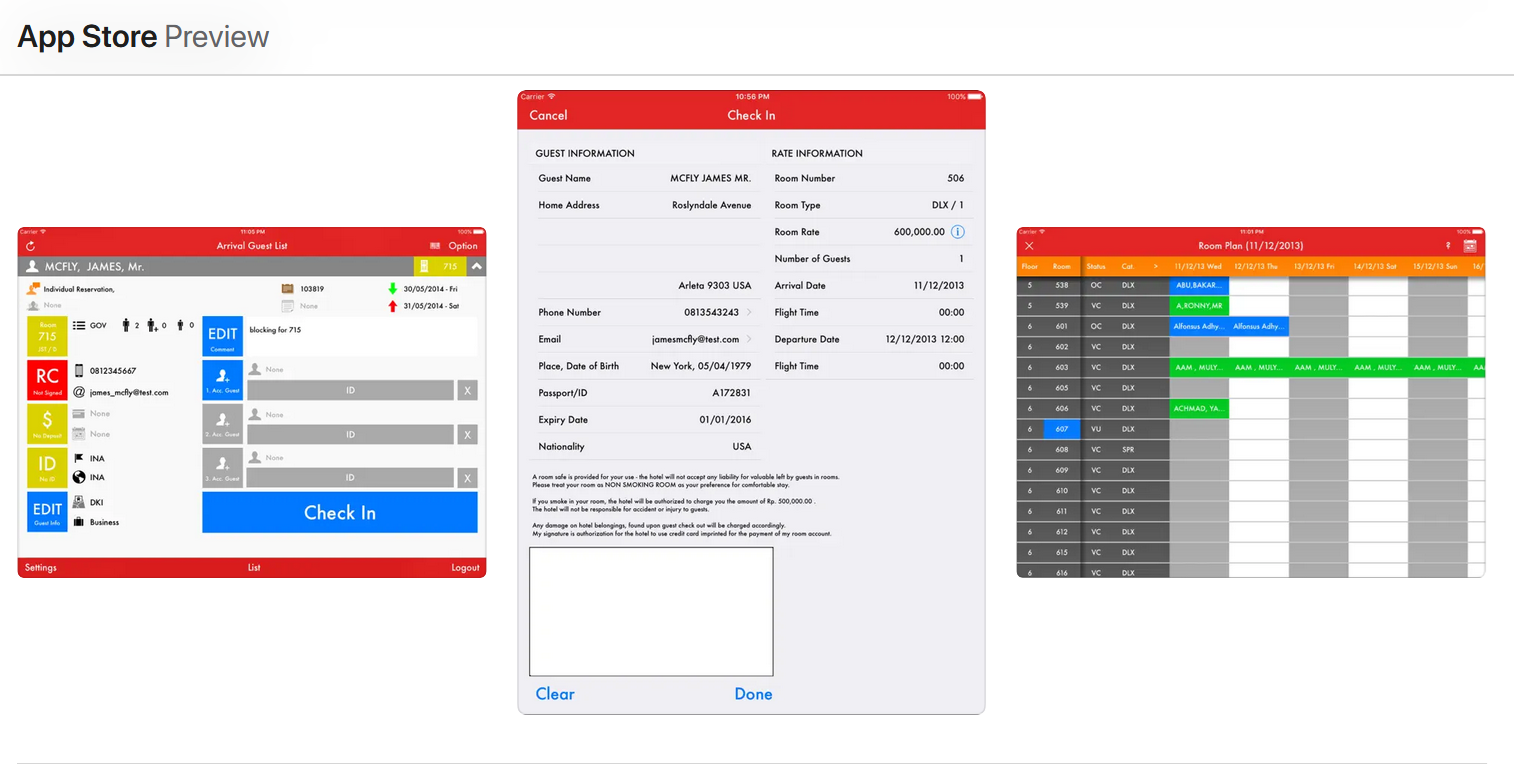 App Store Preview
Carrier 11:05 PM 100%
Arrival Guest List Option
MCFLY, JAMES, Mr. 715
Individual Reservation, 103819 30/05/2014 - Fri
None None 31/05/2014 - Sat
Room
715
GOV 2 0 0
EDIT
Comment
blocking for 715
RC
Not Signed
0812345667
james_mcfly@test.com
1. Acc. Guest
None
ID X
$
No Deposit
None
None
2. Acc. Guest
None
ID X
ID
No ID
INA
INA
3. Acc. Guest
None
ID X
EDIT
Guest Info
DKI
Business
Check In
Settings List Logout
Carrier 10:56 PM 100%
Cancel Check In
GUEST INFORMATION RATE INFORMATION
Guest Name MCFLY JAMES MR. Room Number 506
Home Address Roslyndale Avenue Room Type DLX / 1
Room Rate 600,000.00
Number of Guests 1
Arleta 9303 USA Arrival Date 11/12/2013
Phone Number 0813543243 > Flight Time 00:00
Email jamesmcfly@test.com > Departure Date 12/12/2013 12:00
Place, Date of Birth New York, 05/04/1979 Flight Time 00:00
Passport/ID A172831
Expiry Date 01/01/2016
Nationality USA
A room safe is provided for your use - the hotel will not accept any liability for valuable left by guests in rooms.
Please treat your room as NON SMOKING ROOM as your preference for comfortable stay.
If you smoke in your room, the hotel will be authorized to charge you the amount of Rp. 500,000.00 .
The hotel will not be responsible for accident or injury to guests.
Any damage on hotel belongings, found upon guest check out will be charged accordingly.
My signature is authorization for the hotel to use credit card imprinted for the payment of my room account.
Clear Done
Carrier 11:01 PM 100%
Room Plan (11/12/2013)
Floor Room Status Cat. > 11/12/13 Wed 12/12/13 Thu 13/12/13 Fri 14/12/13 Sat 15/12/13 Sun 16/
5 538 OC DLX ABU,BAKAR...
5 539 VC DLX A,RONNY,MR
6 601 OC DLX Alfonsus Adhy... Alfonsus Adhy...
6 602 VC DLX
6 603 VC DLX AAM , MULY... AAM , MULY... AAM , MULY... AAM , MULY... AAM , MULY... AA
6 605 VC DLX
6 606 VC DLX ACHMAD, YA...
6 607 VU DLX
6 608 VC SPR
6 609 VC DLX
6 610 VC DLX
6 611 VC DLX
6 612 VC DLX
6 615 VC DLX
6 616 VC DLX